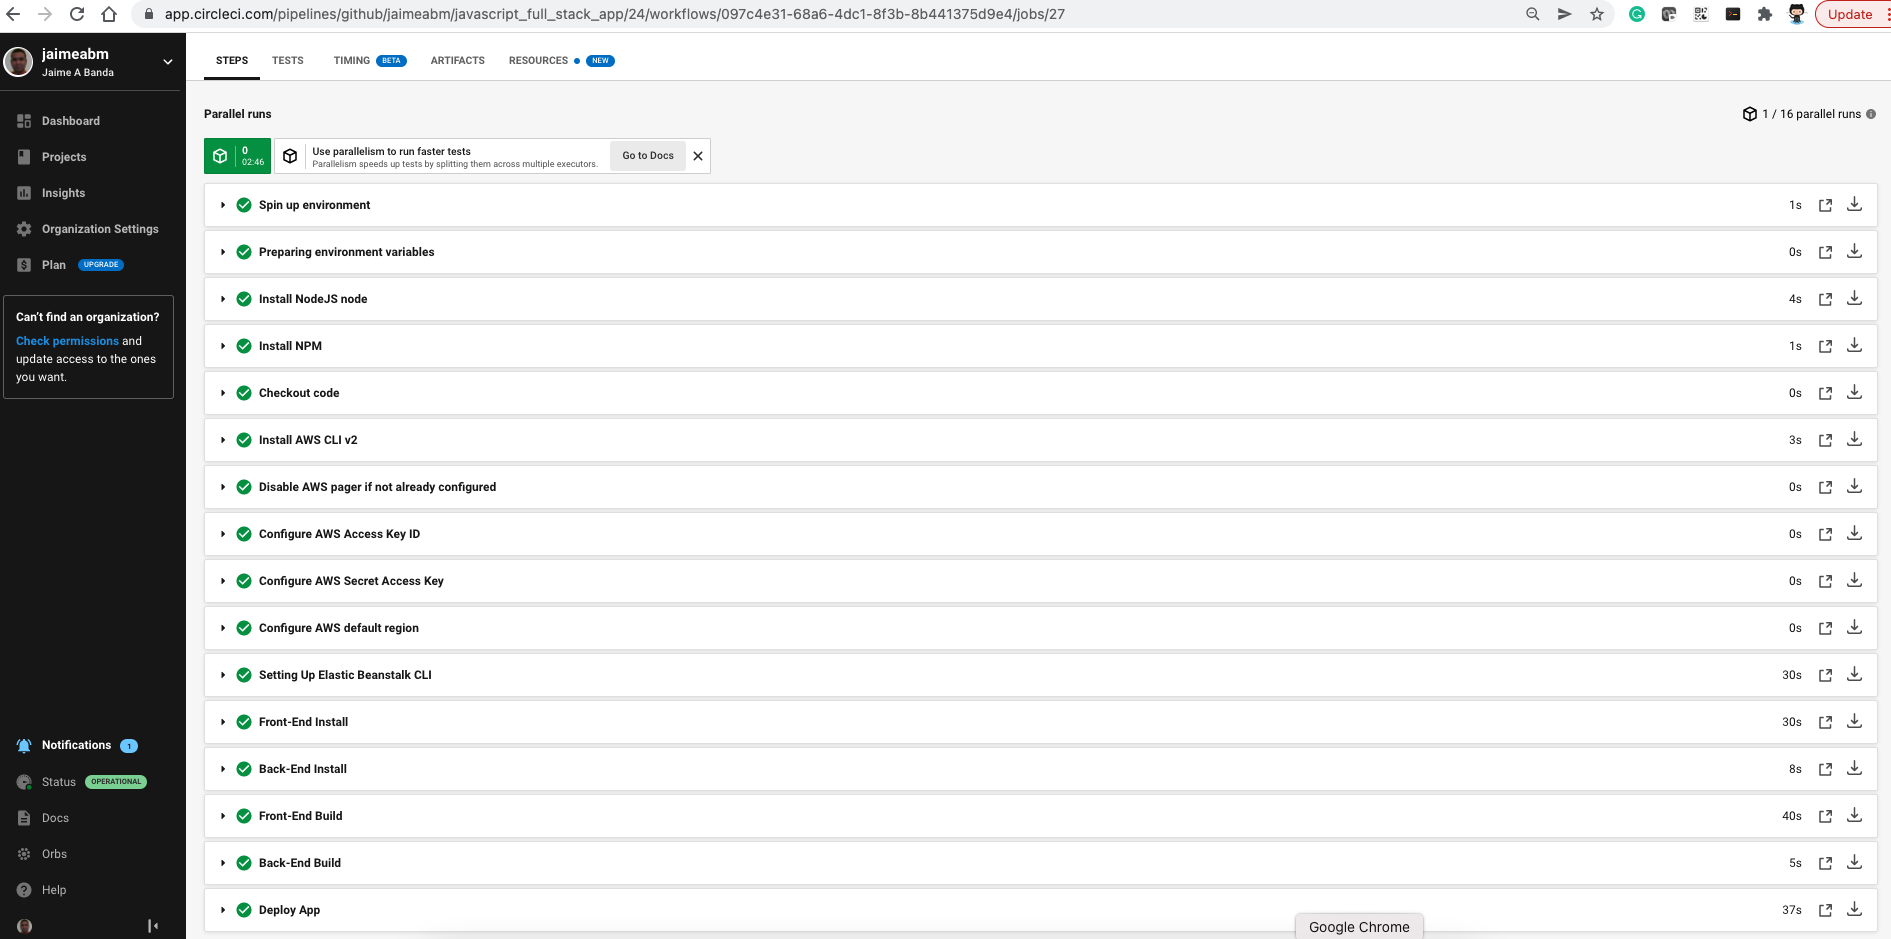 app.circleci.com/pipelines/github/jaimeabm/javascript_full_stack_app/24/workflows/097c4e31-68a6-4dc1-8f3b-8b441375d9e4/jobs/27
Update
jaimeabm
Jaime A Banda
Dashboard
Projects
Insights
Organization Settings
Plan UPGRADE
Can't find an organization?
Check permissions and
update access to the ones
you want.
Notifications 1
Status OPERATIONAL
Docs
Orbs
Help
STEPS TESTS TIMING BETA ARTIFACTS RESOURCES NEW
Parallel runs
1 / 16 parallel runs
0
02:46
Use parallelism to run faster tests
Parallelism speeds up tests by splitting them across multiple executors.
Go to Docs
Spin up environment 1s
Preparing environment variables 0s
Install NodeJS node 4s
Install NPM 1s
Checkout code 0s
Install AWS CLI v2 3s
Disable AWS pager if not already configured 0s
Configure AWS Access Key ID 0s
Configure AWS Secret Access Key 0s
Configure AWS default region 0s
Setting Up Elastic Beanstalk CLI 30s
Front-End Install 30s
Back-End Install 8s
Front-End Build 40s
Back-End Build 5s
Deploy App 37s
Google Chrome